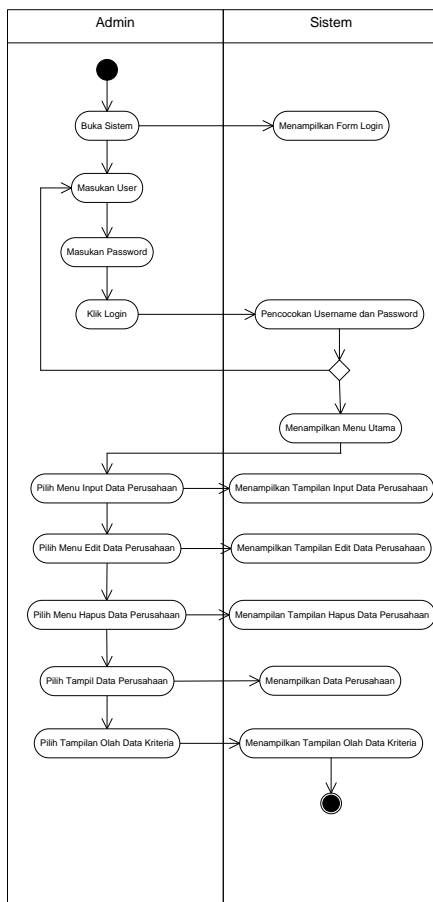 Admin
Sistem
Buka Sistem
Menampilkan Form Login
Masukan User
Masukan Password
Klik Login
Pencocokan Username dan Password
Menampilkan Menu Utama
Pilih Menu Input Data Perusahaan
Menampilkan Tampilan Input Data Perusahaan
Pilih Menu Edit Data Perusahaan
Menampilkan Tampilan Edit Data Perusahaan
Pilih Menu Hapus Data Perusahaan
Menampilan Tampilan Hapus Data Perusahaan
Pilih Tampil Data Perusahaan
Menampilkan Data Perusahaan
Pilih Tampilan Olah Data Kriteria
Menampilkan Tampilan Olah Data Kriteria